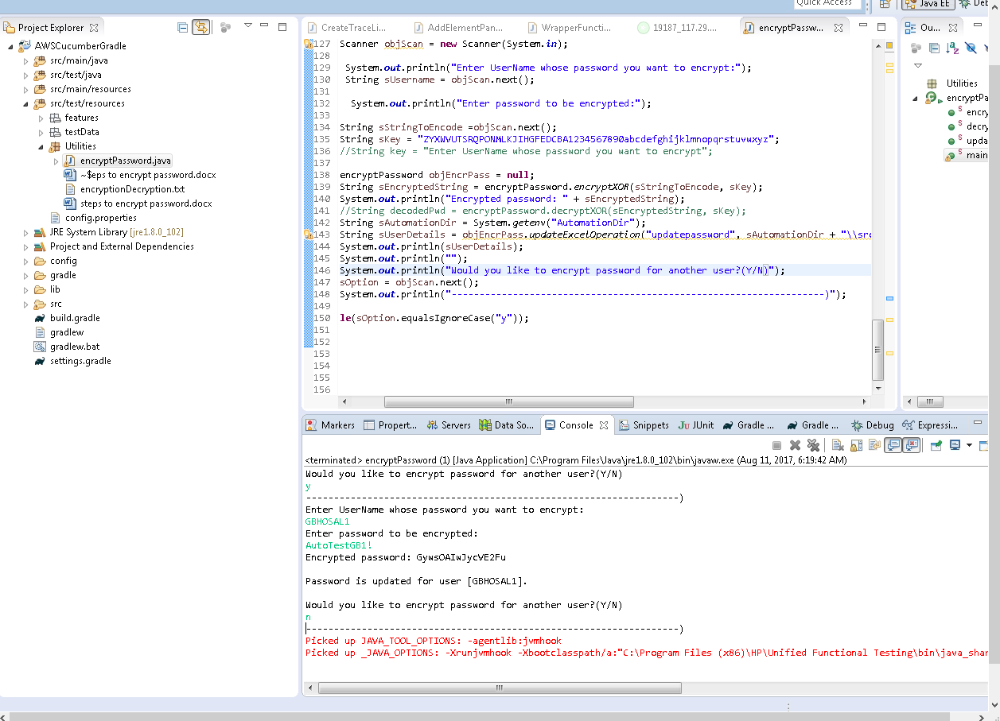 Quick Access
Java EE
Deb
Project Explorer
AWSCucumberGradle
src/main/java
src/test/java
src/main/resources
src/test/resources
features
testData
Utilities
encryptPassword.java
~$eps to encrypt password.docx
encryptionDecryption.txt
steps to encrypt password.docx
config.properties
JRE System Library [jre1.8.0_102]
Project and External Dependencies
config
gradle
lib
src
build.gradle
gradlew
gradlew.bat
settings.gradle
CreateTraceLi...
AddElementPan...
WrapperFuncti...
19187_117.29....
encryptPassw...
127 Scanner objScan = new Scanner(System.in);
128
129 System.out.println("Enter UserName whose password you want to encrypt:");
130 String sUsername = objScan.next();
131
132 System.out.println("Enter password to be encrypted:");
133
134 String sStringToEncode =objScan.next();
135 String sKey = "ZYXWVUTSRQPONMLKJIHGFEDCBA1234567890abcdefghijklmnopqrstuvwxyz";
136 //String key = "Enter UserName whose password you want to encrypt";
137
138 encryptPassword objEncrPass = null;
139 String sEncryptedString = encryptPassword.encryptXOR(sStringToEncode, sKey);
140 System.out.println("Encrypted password: " + sEncryptedString);
141 //String decodedPwd = encryptPassword.decryptXOR(sEncryptedString, sKey);
142 String sAutomationDir = System.getenv("AutomationDir");
143 String sUserDetails = objEncrPass.updateExcelOperation("updatepassword", sAutomationDir + "\\src
144 System.out.println(sUserDetails);
145 System.out.println("");
146 System.out.println("Would you like to encrypt password for another user?(Y/N)");
147 sOption = objScan.next();
148 System.out.println("-------------------------------------------------------------------)");
149
150 le(sOption.equalsIgnoreCase("y"));
151
152
153
154
155
156
Ou...
Utilities
encryptPa
encry
decry
upda
main
Markers
Propert...
Servers
Data So...
Console
Snippets
JUnit
Gradle ...
Gradle ...
Debug
Expressi...
<terminated> encryptPassword (1) [Java Application] C:\Program Files\Java\jre1.8.0_102\bin\javaw.exe (Aug 11, 2017, 6:19:42 AM)
Would you like to encrypt password for another user?(Y/N)
y
-------------------------------------------------------------------)
Enter UserName whose password you want to encrypt:
GBHOSAL1
Enter password to be encrypted:
AutoTestGB1!
Encrypted password: GywsOAIwJycVE2Fu
Password is updated for user [GBHOSAL1].
Would you like to encrypt password for another user?(Y/N)
n
-------------------------------------------------------------------)
Picked up JAVA_TOOL_OPTIONS: -agentlib:jvmhook
Picked up _JAVA_OPTIONS: -Xrunjvmhook -Xbootclasspath/a:"C:\Program Files (x86)\HP\Unified Functional Testing\bin\java_shar